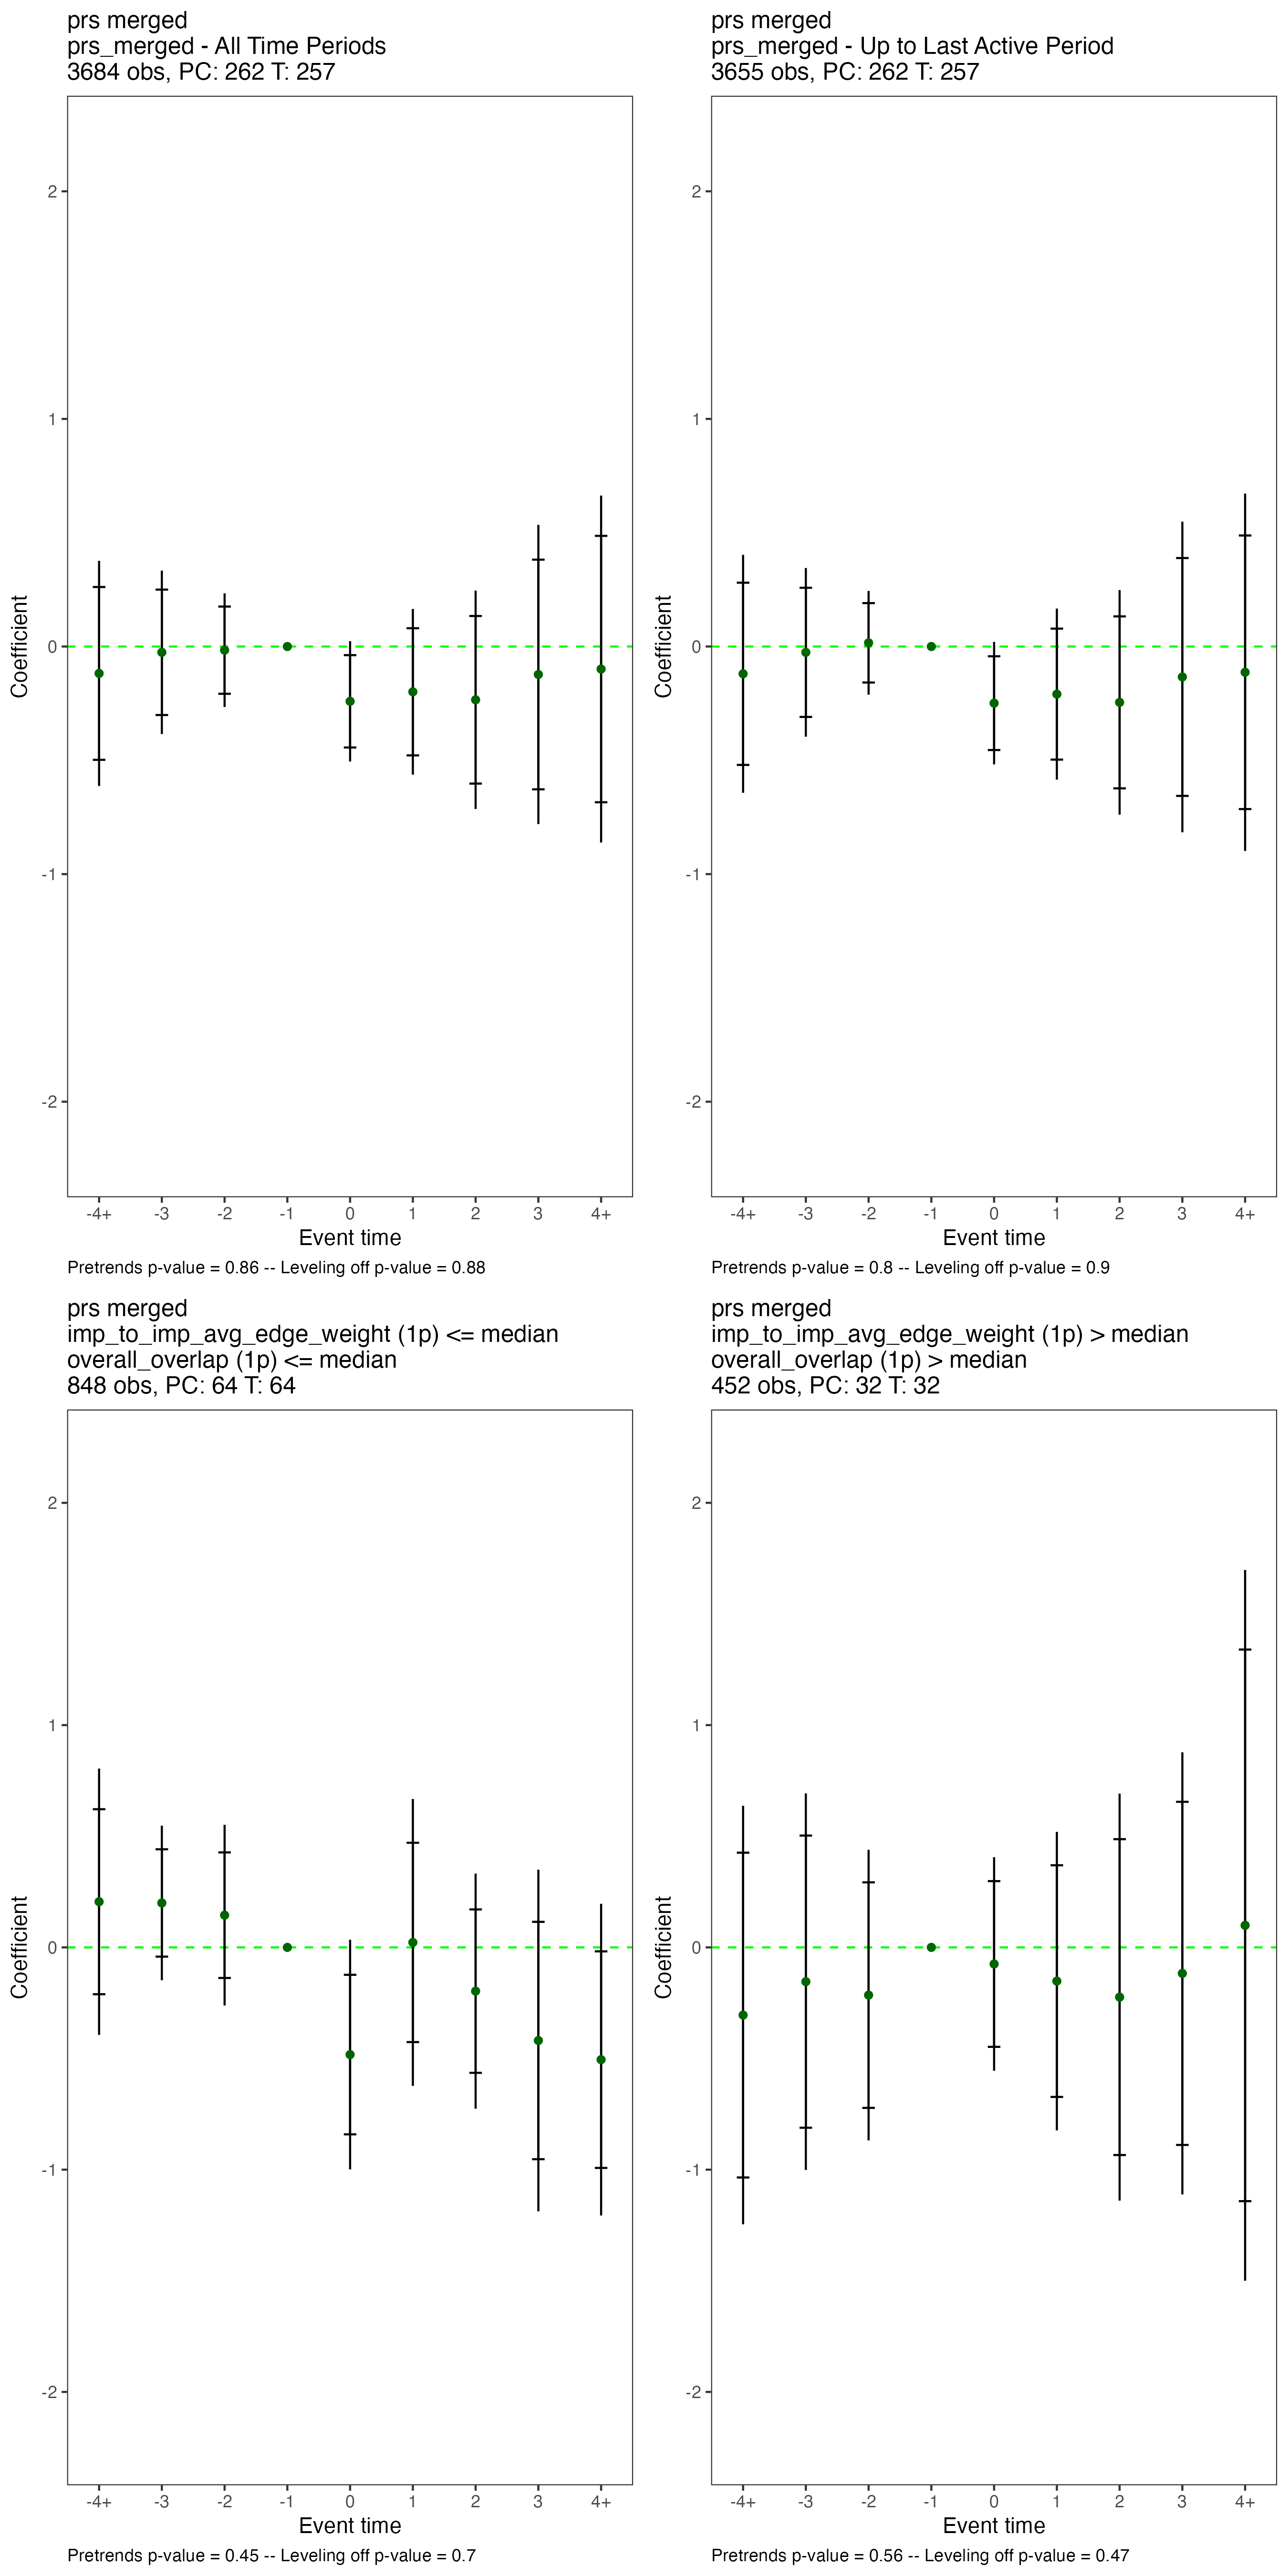 prs merged
prs_merged - All Time Periods
3684 obs, PC: 262 T: 257
2
1
0
-1
-2
Coefficient
-4+ -3 -2 -1 0 1 2 3 4+
Event time
Pretrends p-value = 0.86 -- Leveling off p-value = 0.88
prs merged
prs_merged - Up to Last Active Period
3655 obs, PC: 262 T: 257
2
1
0
-1
-2
Coefficient
-4+ -3 -2 -1 0 1 2 3 4+
Event time
Pretrends p-value = 0.8 -- Leveling off p-value = 0.9
prs merged
imp_to_imp_avg_edge_weight (1p) <= median
overall_overlap (1p) <= median
848 obs, PC: 64 T: 64
2
1
0
-1
-2
Coefficient
-4+ -3 -2 -1 0 1 2 3 4+
Event time
Pretrends p-value = 0.45 -- Leveling off p-value = 0.7
prs merged
imp_to_imp_avg_edge_weight (1p) > median
overall_overlap (1p) > median
452 obs, PC: 32 T: 32
2
1
0
-1
-2
Coefficient
-4+ -3 -2 -1 0 1 2 3 4+
Event time
Pretrends p-value = 0.56 -- Leveling off p-value = 0.47